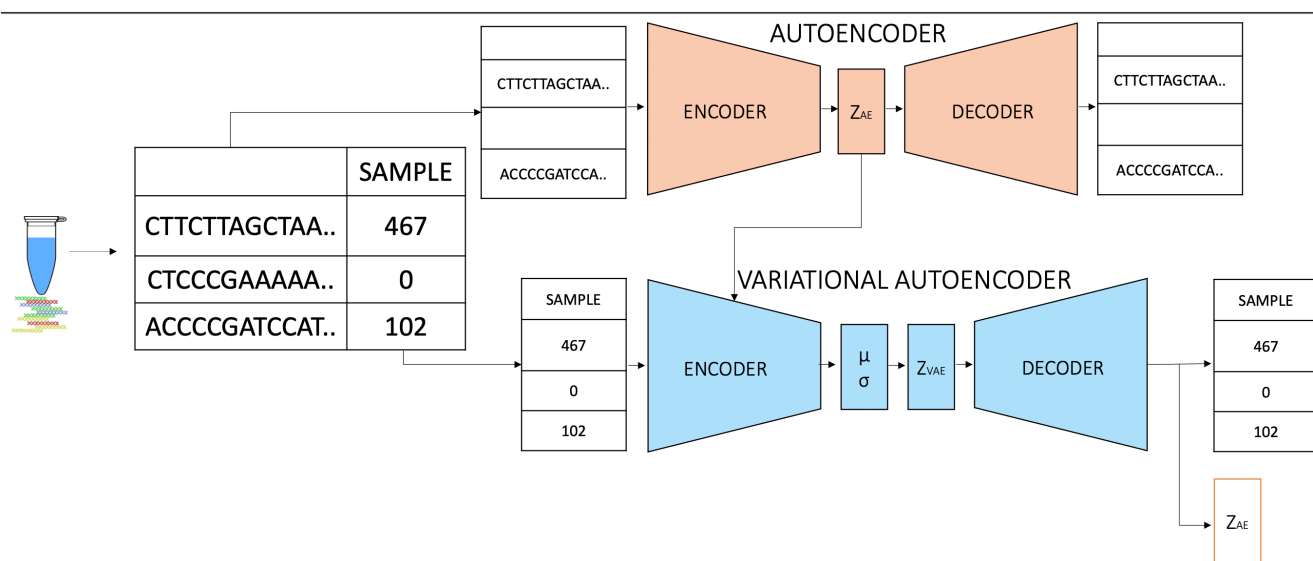 AUTOENCODER
CTTCTTAGCTAA..
ACCCCGATCCA..
ENCODER
ZAE
DECODER
CTTCTTAGCTAA..
ACCCCGATCCA..
SAMPLE
CTTCTTAGCTAA.. 467
CTCCCGAAAAA.. 0
ACCCCGATCCAT.. 102
VARIATIONAL AUTOENCODER
SAMPLE
467
0
102
ENCODER
μ
σ
ZVAE
DECODER
SAMPLE
467
0
102
ZAE